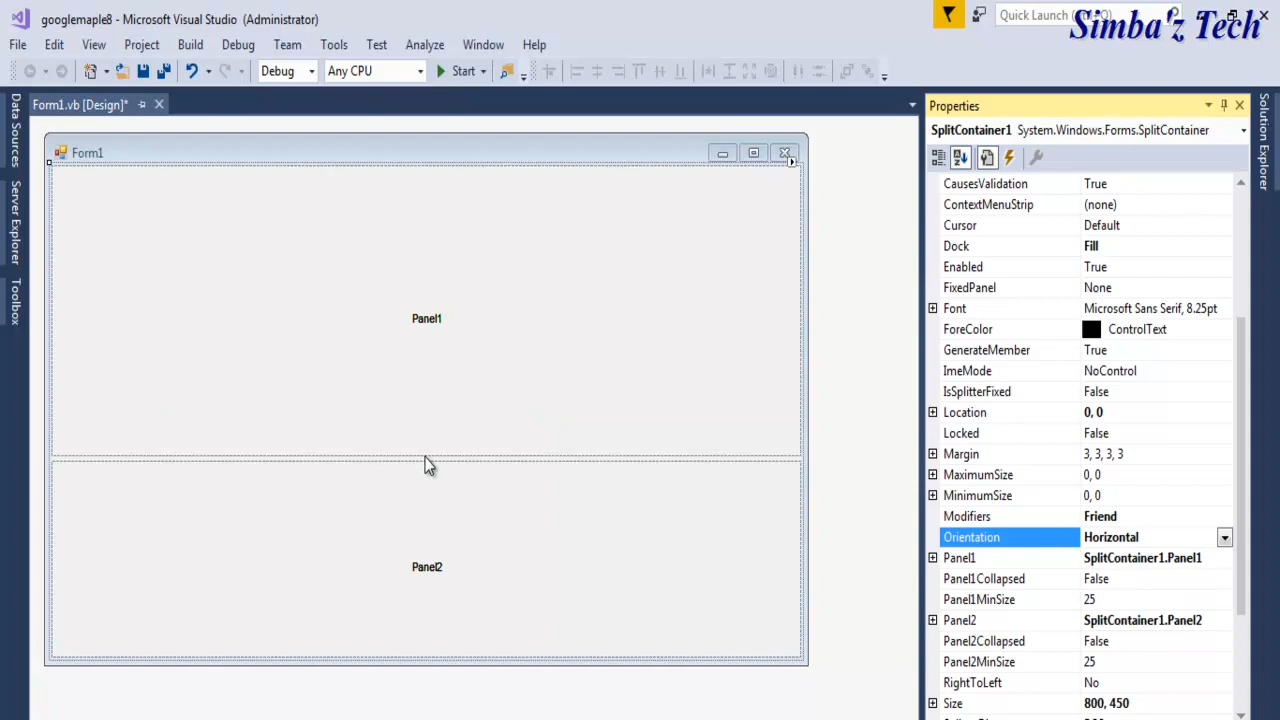 googlemaple8 - Microsoft Visual Studio (Administrator)
Quick Launch (Ctrl+Q)
Simba'z Tech
File Edit View Project Build Debug Team Tools Test Analyze Window Help
Debug Any CPU Start
Form1.vb [Design]*
Data Sources
Server Explorer
Toolbox
Form1
Panel1
Panel2
Properties
SplitContainer1 System.Windows.Forms.SplitContainer
CausesValidation True
ContextMenuStrip (none)
Cursor Default
Dock Fill
Enabled True
FixedPanel None
Font Microsoft Sans Serif, 8.25pt
ForeColor ControlText
GenerateMember True
ImeMode NoControl
IsSplitterFixed False
Location 0, 0
Locked False
Margin 3, 3, 3, 3
MaximumSize 0, 0
MinimumSize 0, 0
Modifiers Friend
Orientation Horizontal
Panel1 SplitContainer1.Panel1
Panel1Collapsed False
Panel1MinSize 25
Panel2 SplitContainer1.Panel2
Panel2Collapsed False
Panel2MinSize 25
RightToLeft No
Size 800, 450
Solution Explorer